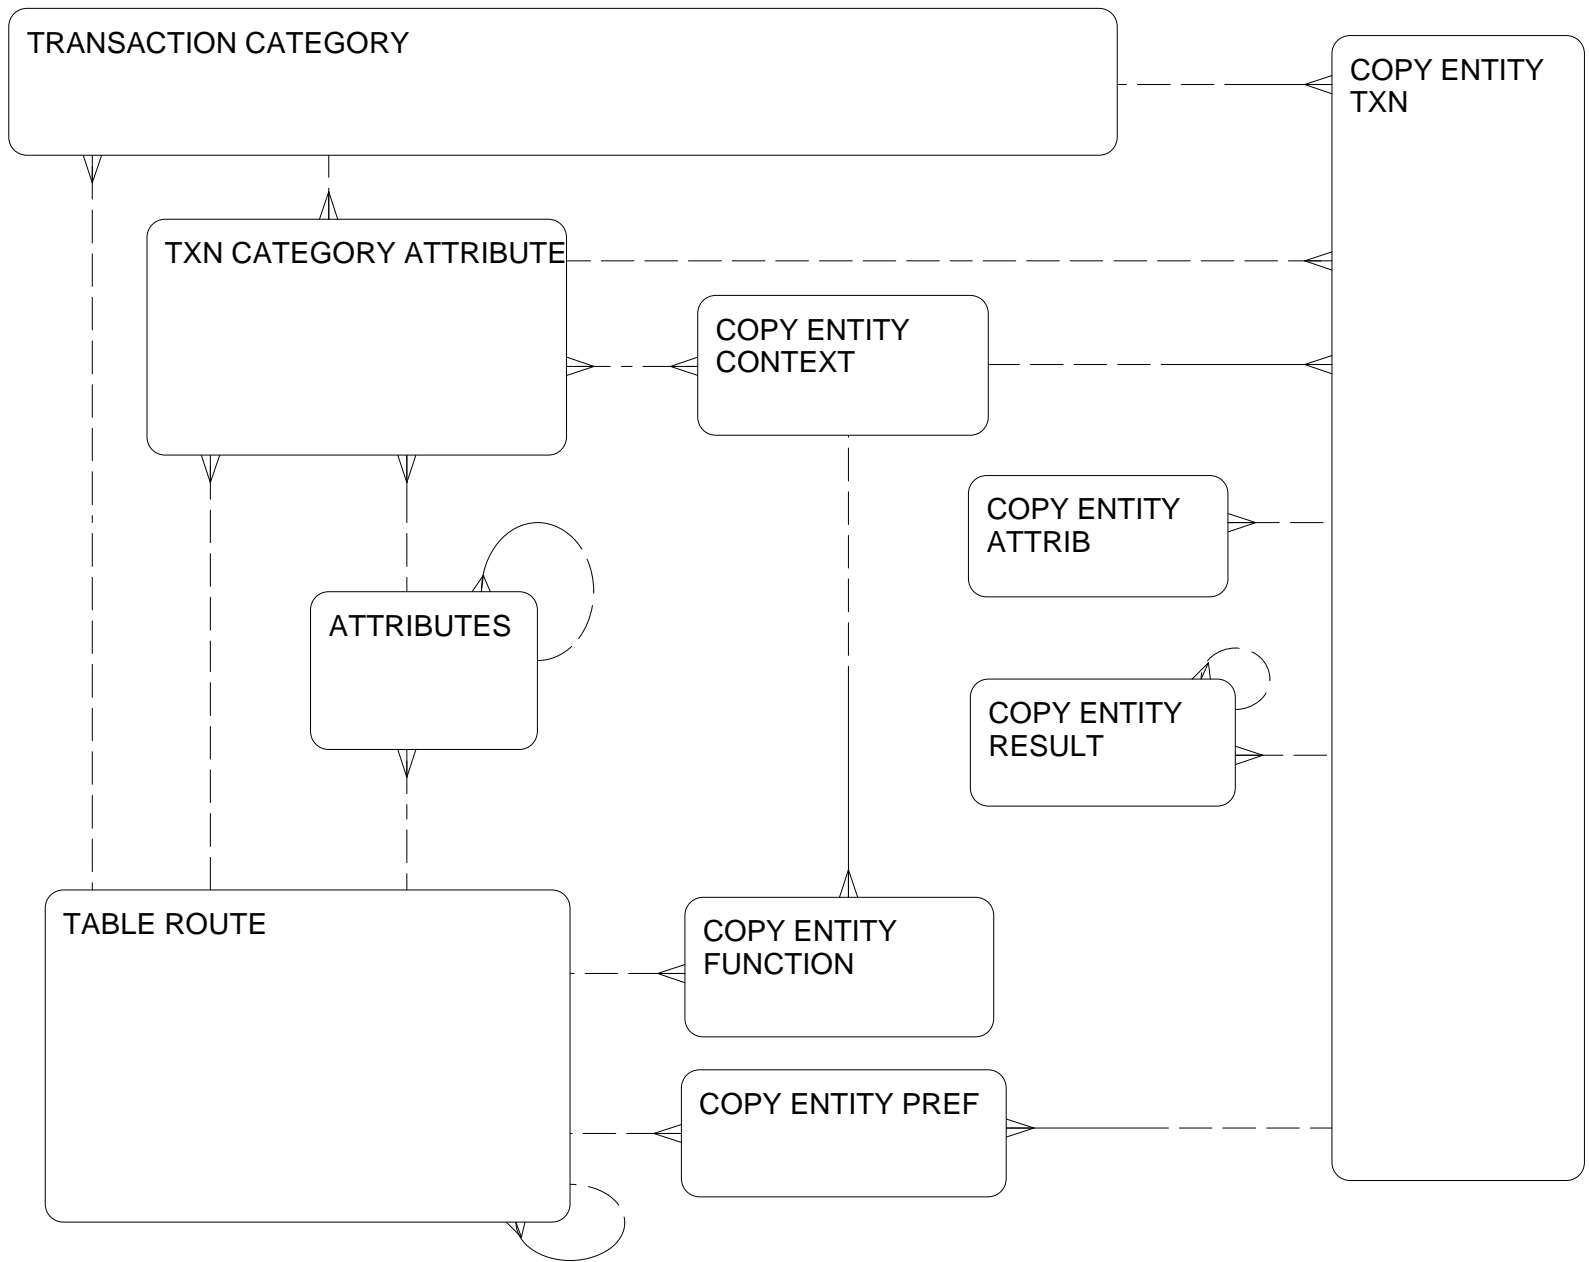 TRANSACTION CATEGORY
COPY ENTITY
TXN
TXN CATEGORY ATTRIBUTE
COPY ENTITY
CONTEXT
COPY ENTITY
ATTRIB
ATTRIBUTES
COPY ENTITY
RESULT
TABLE ROUTE
COPY ENTITY
FUNCTION
COPY ENTITY PREF